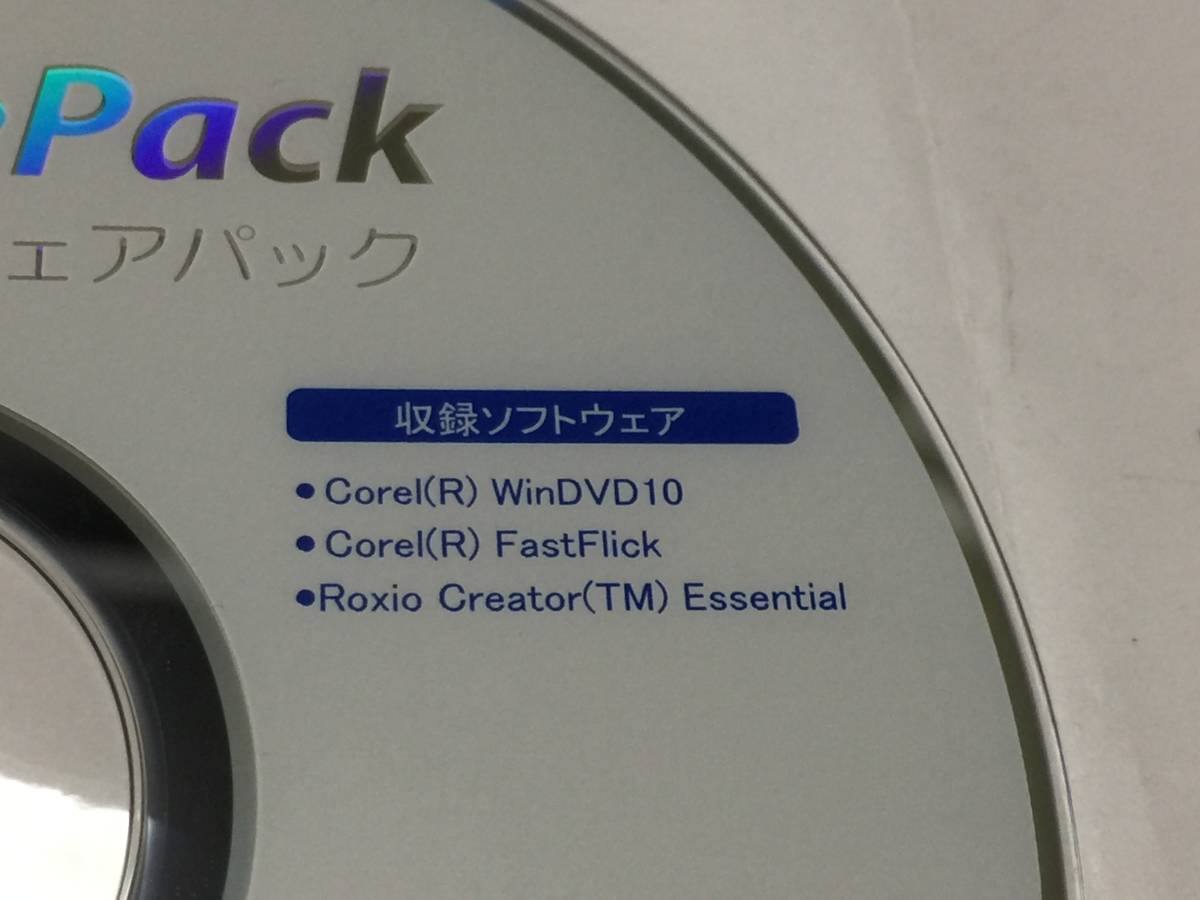 Pack
ェアパック
収録ソフトウェア
●Corel(R) WinDVD10
●Corel(R) FastFlick
●Roxio Creator(TM) Essential